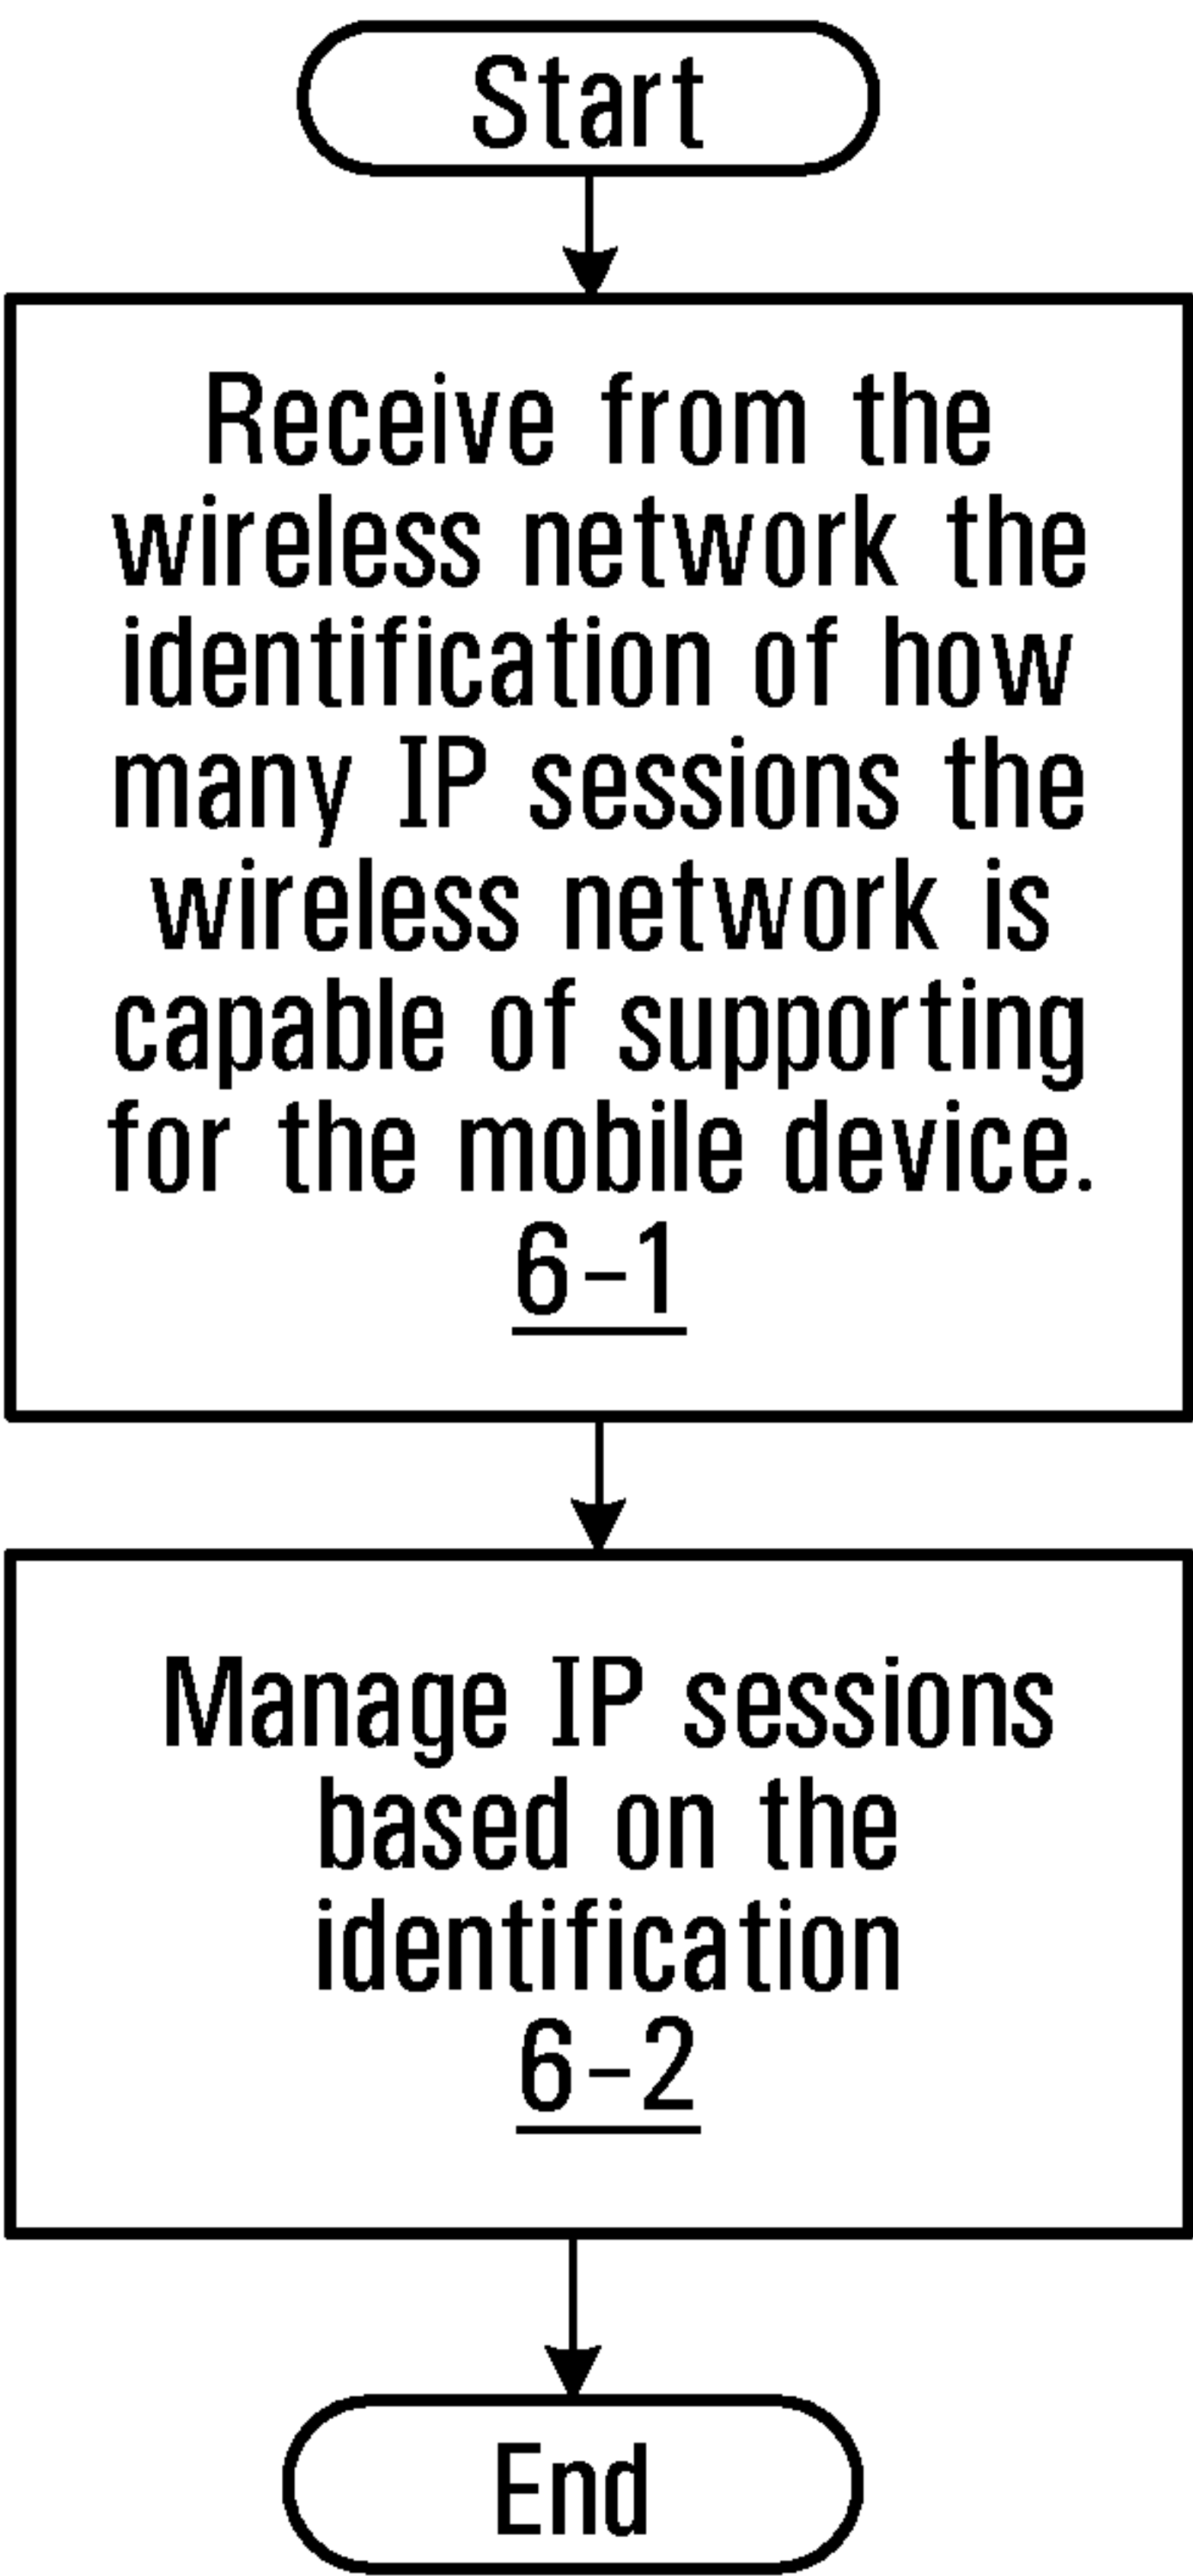 Start
Receive from the
wireless network the
identification of how
many IP sessions the
wireless network is
capable of supporting
for the mobile device.
6-1
Manage IP sessions
based on the
identification
6-2
End